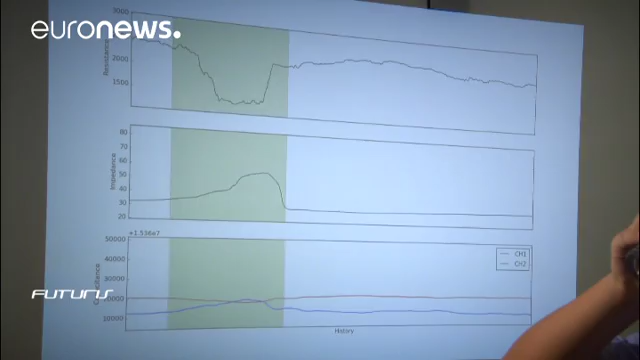 euronews.
3000
2000
1500
Resistance
80
70
60
50
40
30
20
Impedance
+1.536e7
50000
40000
30000
20000
10000
CH1
CH2
History
FUTURIS